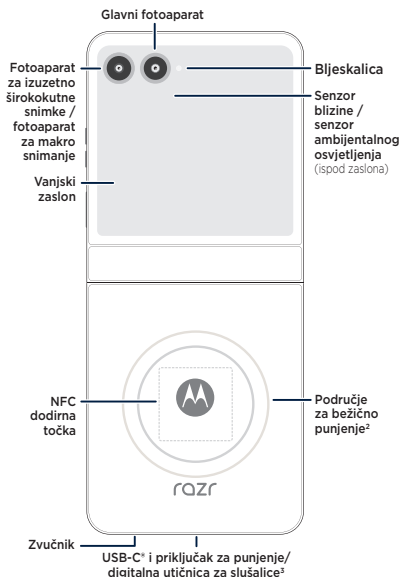 Glavni fotoaparat
Fotoaparat
za izuzetno
širokokutne
snimke /
fotoaparat
za makro
snimanje
Vanjski
zaslon
Bljeskalica
Senzor
blizine /
senzor
ambijentalnog
osvjetljenja
(ispod zaslona)
NFC
dodirna
točka
Područje
za bežično
punjenje²
razr
Zvučnik
USB-C® i priključak za punjenje/
digitalna utičnica za slušalice³